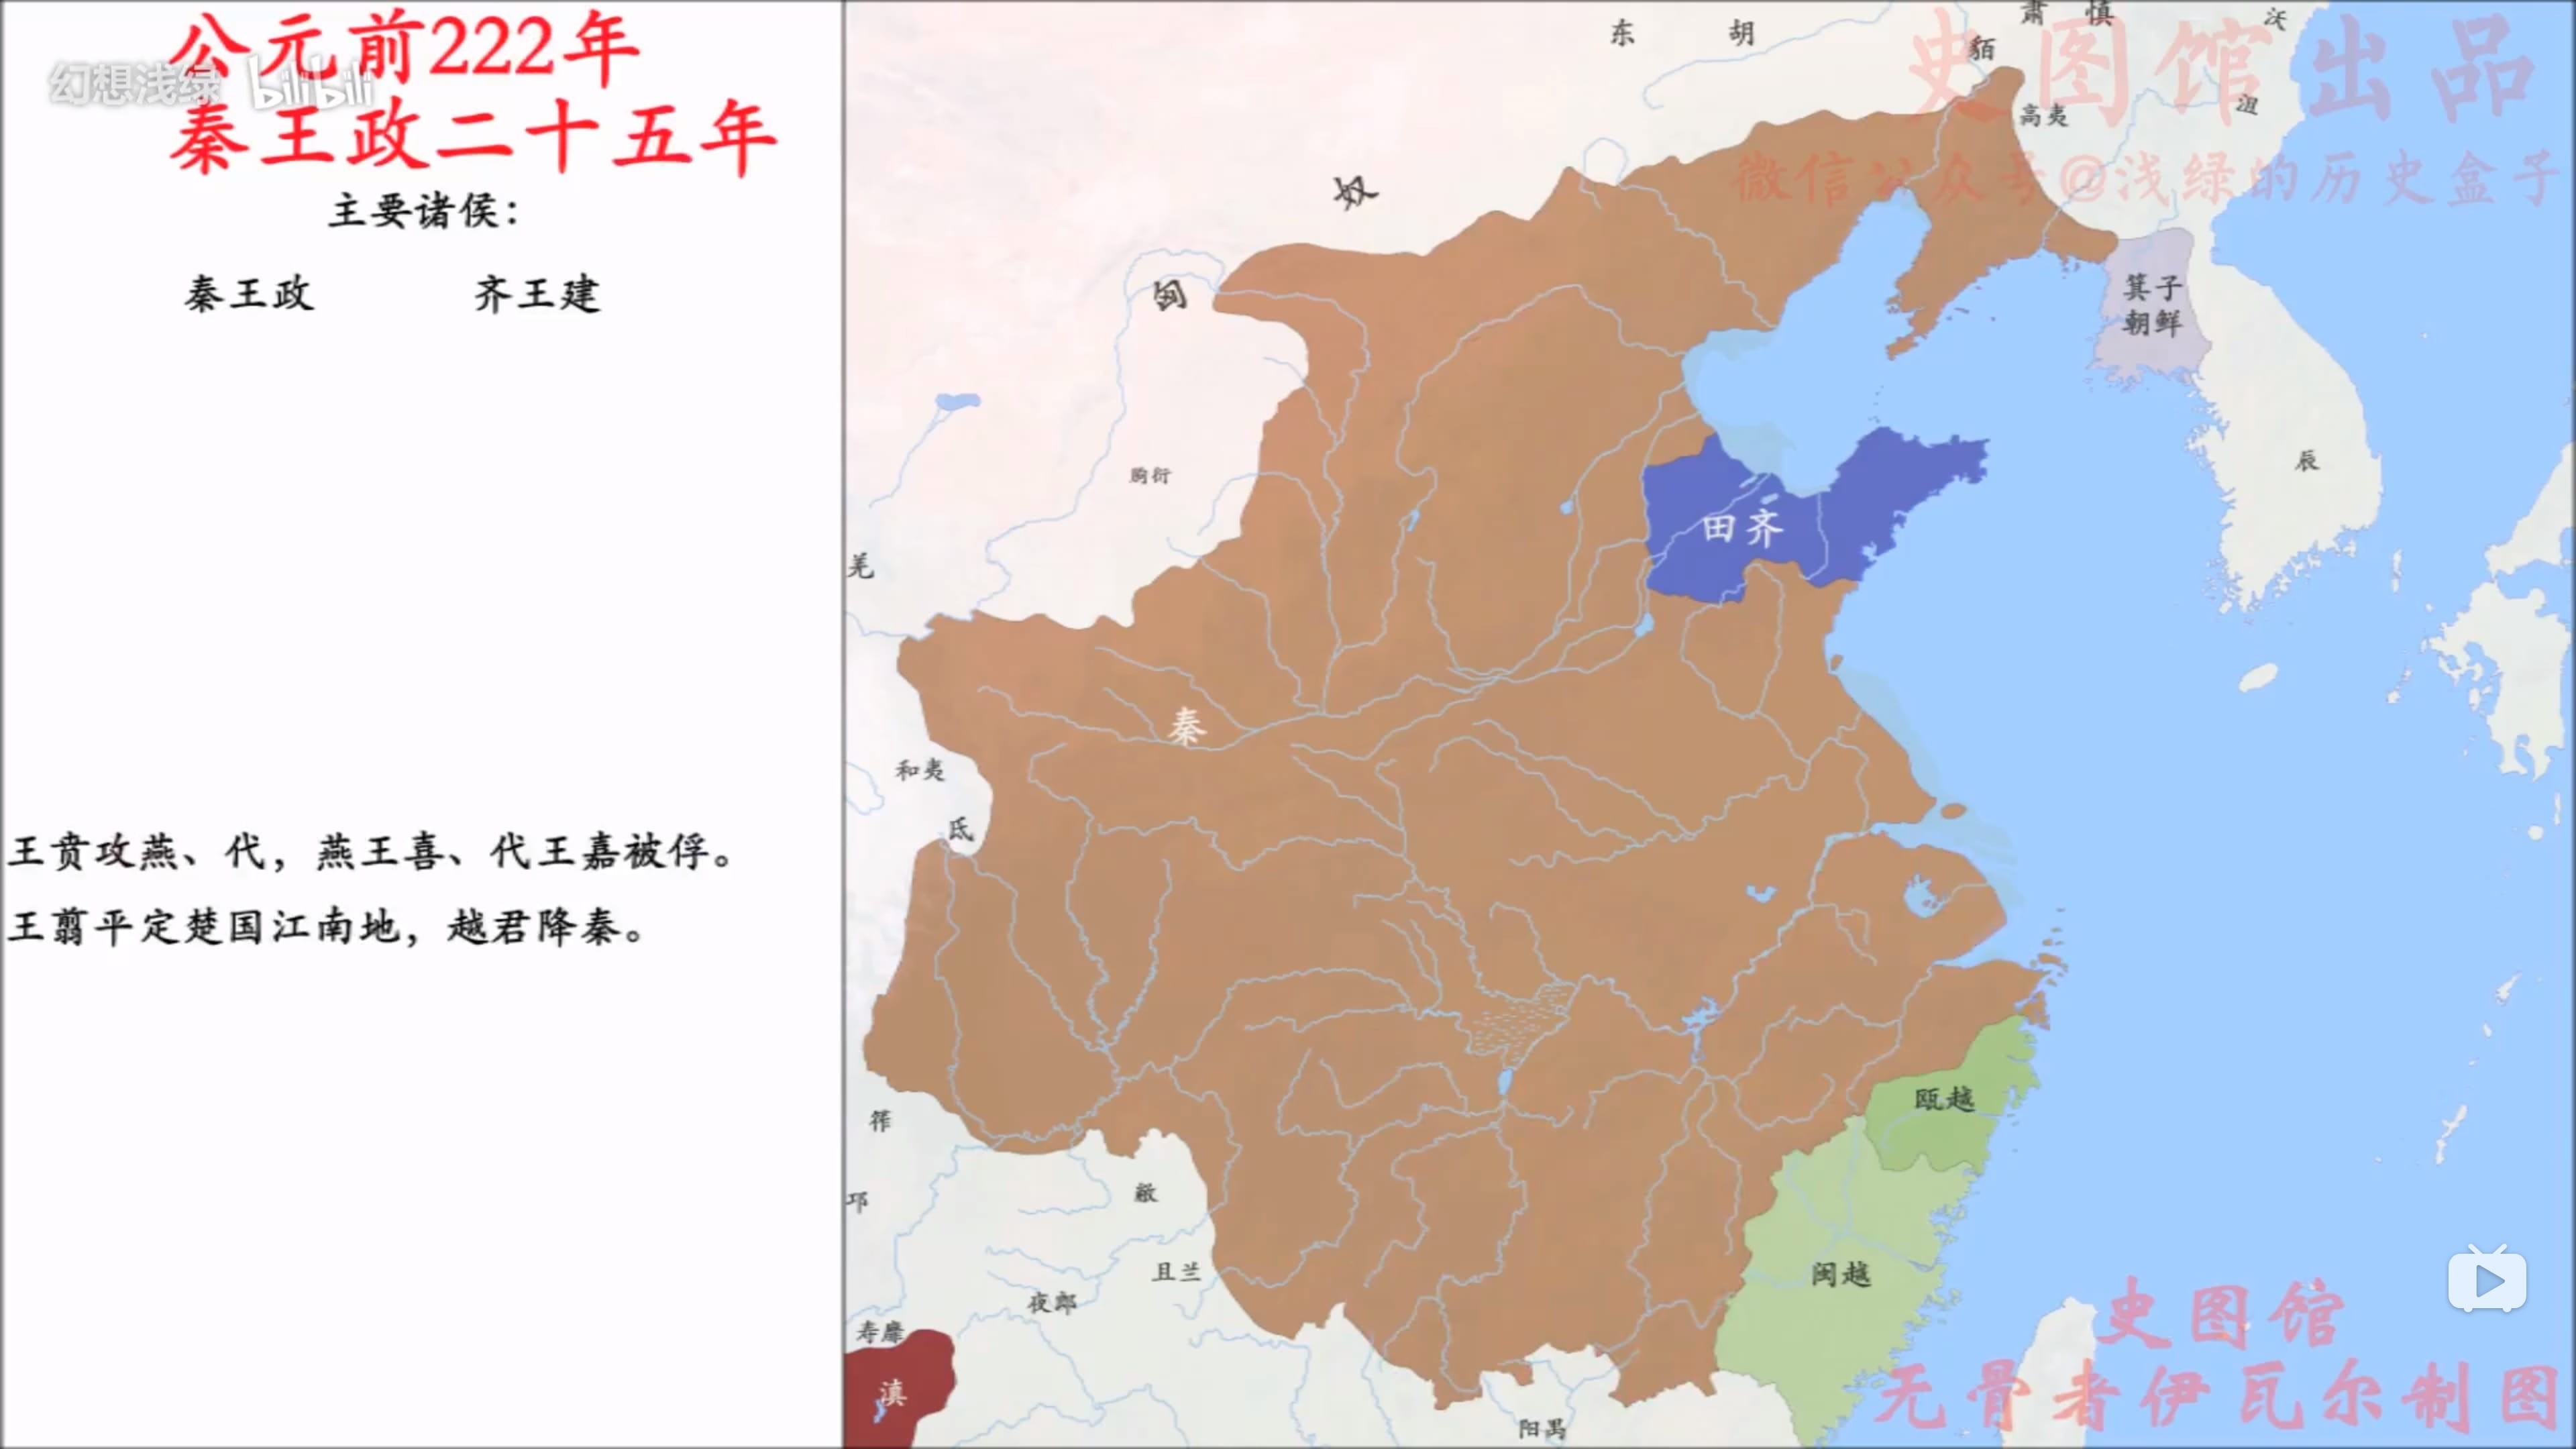 公元前222年
幻想浅绿 bilibili
秦王政二十五年
主要诸侯：
秦王政 齐王建
王贲攻燕、代，燕王喜、代王嘉被俘。
王翦平定楚国江南地，越君降秦。
肃 慎
沃
东 胡
貊
史图馆出品
沮
高夷
微信公众号@浅绿的历史盒子
奴
匈
箕子
朝鲜
朐衍
辰
田齐
羌
秦
和夷
氐
瓯越
筰
邛
敝
且兰
闽越
夜郎
寿靡
滇
史图馆
无骨者伊瓦尔制图
阳禺